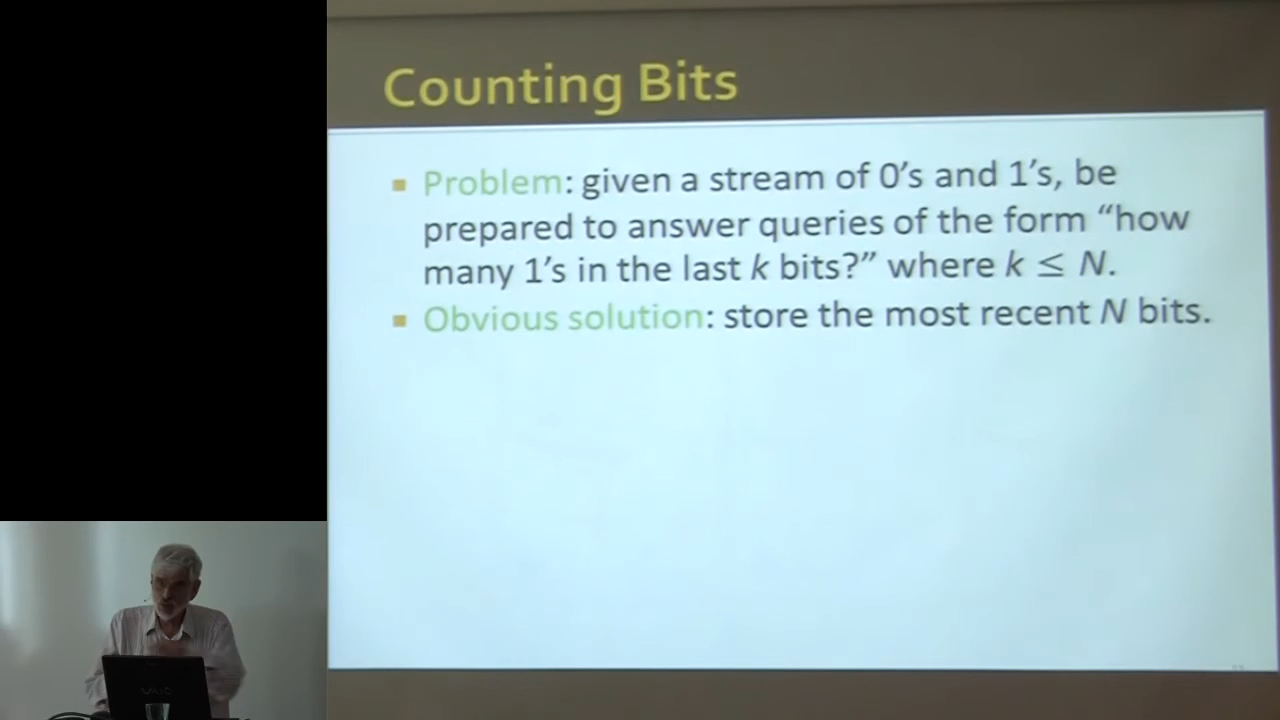 Counting Bits
Problem: given a stream of 0's and 1's, be
prepared to answer queries of the form “how
many 1's in the last k bits?” where k ≤ N.
Obvious solution: store the most recent N bits.
VAIO